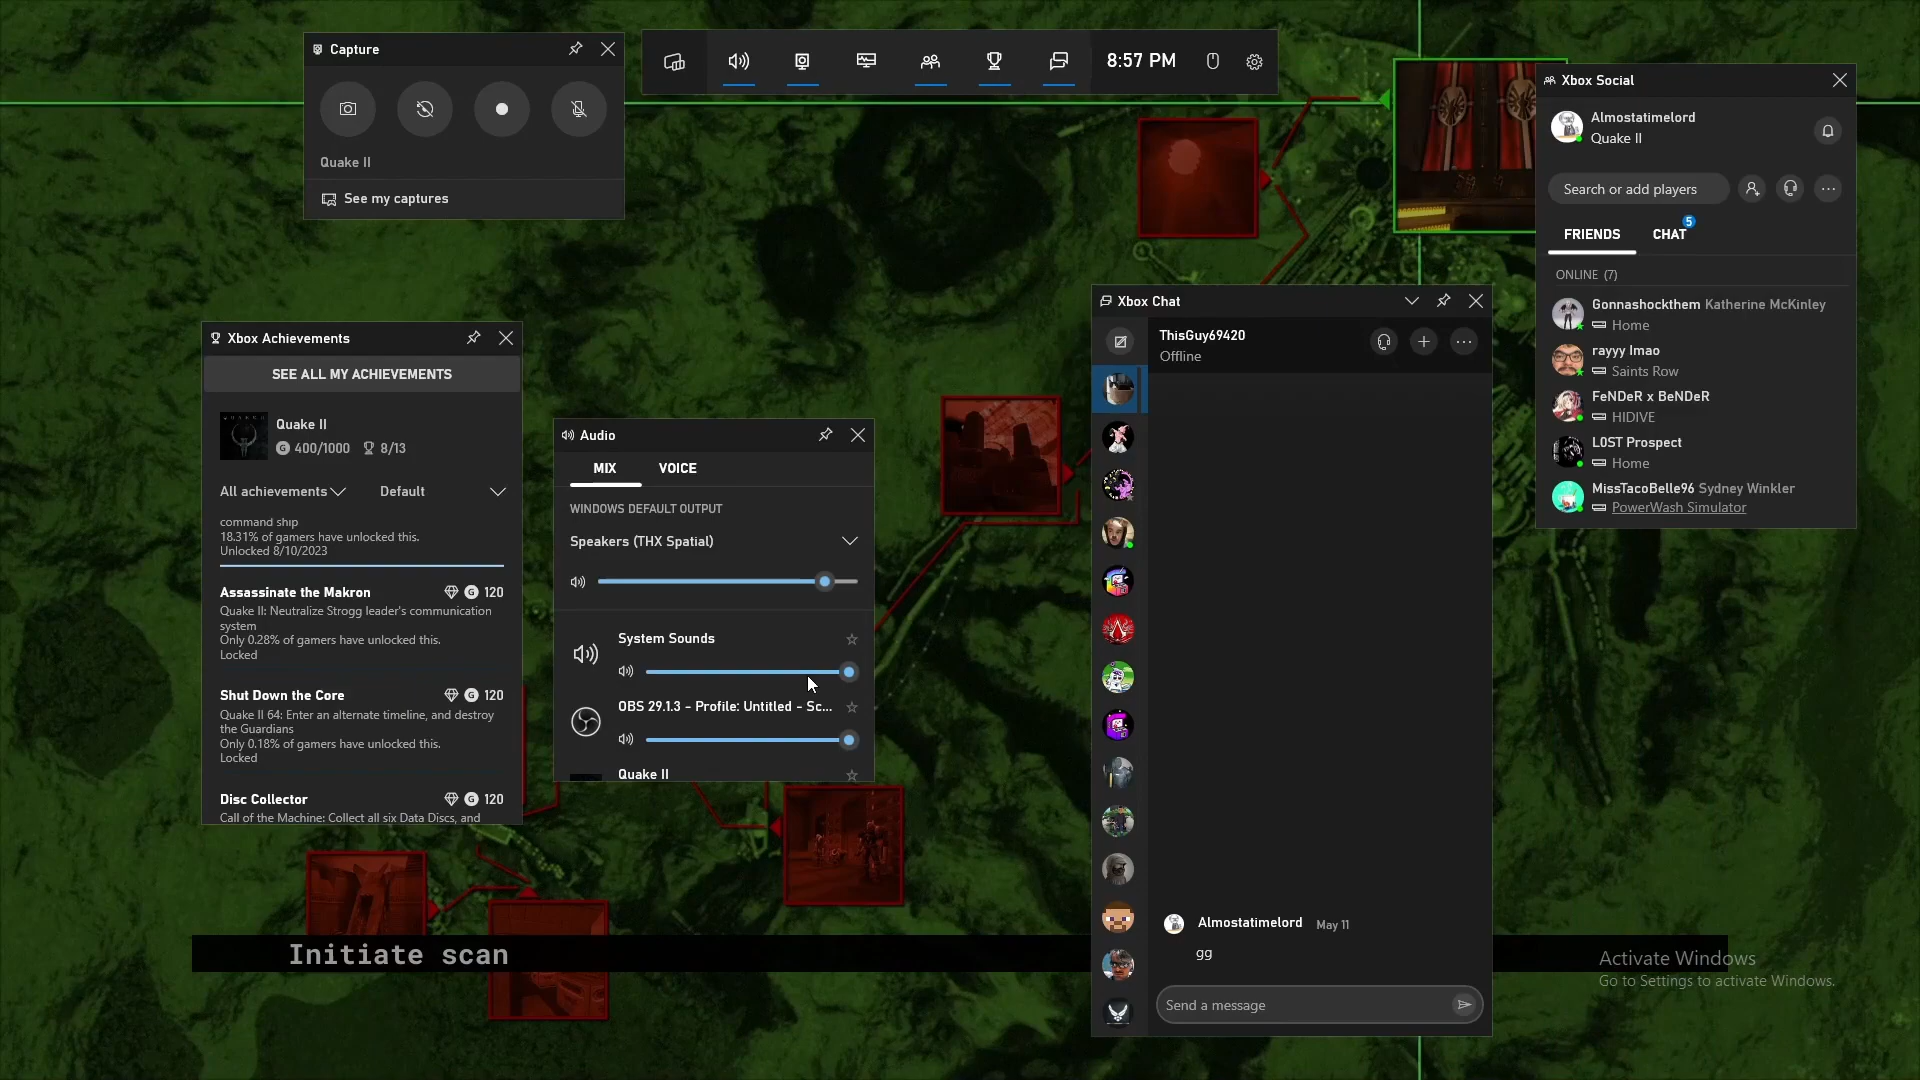 Capture
Quake II
See my captures
8:57 PM
Xbox Social
Almostatimelord
Quake II
Search or add players
FRIENDS
CHAT
5
ONLINE (7)
Gonnashockthem Katherine McKinley
Home
rayyy lmao
Saints Row
FeNDeR x BeNDeR
HIDIVE
L0ST Prospect
Home
MissTacoBelle96 Sydney Winkler
PowerWash Simulator
Xbox Achievements
SEE ALL MY ACHIEVEMENTS
Quake II
G 400/1000 8/13
All achievements Default
command ship
18.31% of gamers have unlocked this.
Unlocked 8/10/2023
Assassinate the Makron G 120
Quake II: Neutralize Strogg leader's communication
system
Only 0.28% of gamers have unlocked this.
Locked
Shut Down the Core G 120
Quake II 64: Enter an alternate timeline, and destroy
the Guardians
Only 0.18% of gamers have unlocked this.
Locked
Disc Collector G 120
Call of the Machine: Collect all six Data Discs, and
Audio
MIX VOICE
WINDOWS DEFAULT OUTPUT
Speakers (THX Spatial)
System Sounds
OBS 29.1.3 - Profile: Untitled - Sc...
Quake II
Xbox Chat
ThisGuy69420
Offline
Almostatimelord May 11
gg
Send a message
Initiate scan
Activate Windows
Go to Settings to activate Windows.